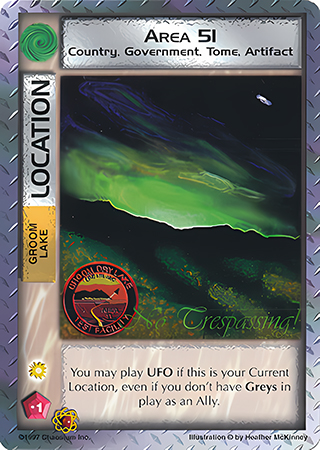 AREA 51
Country, Government, Tome, Artifact
LOCATION
GROOM
LAKE
GROOM DRY LAKE
TEST FACILITY
No Trespassing!
You may play UFO if this is your Current
Location, even if you don't have Greys in
play as an Ally.
-1
©1997 Chaosium Inc.
Illustration © by Heather McKinney